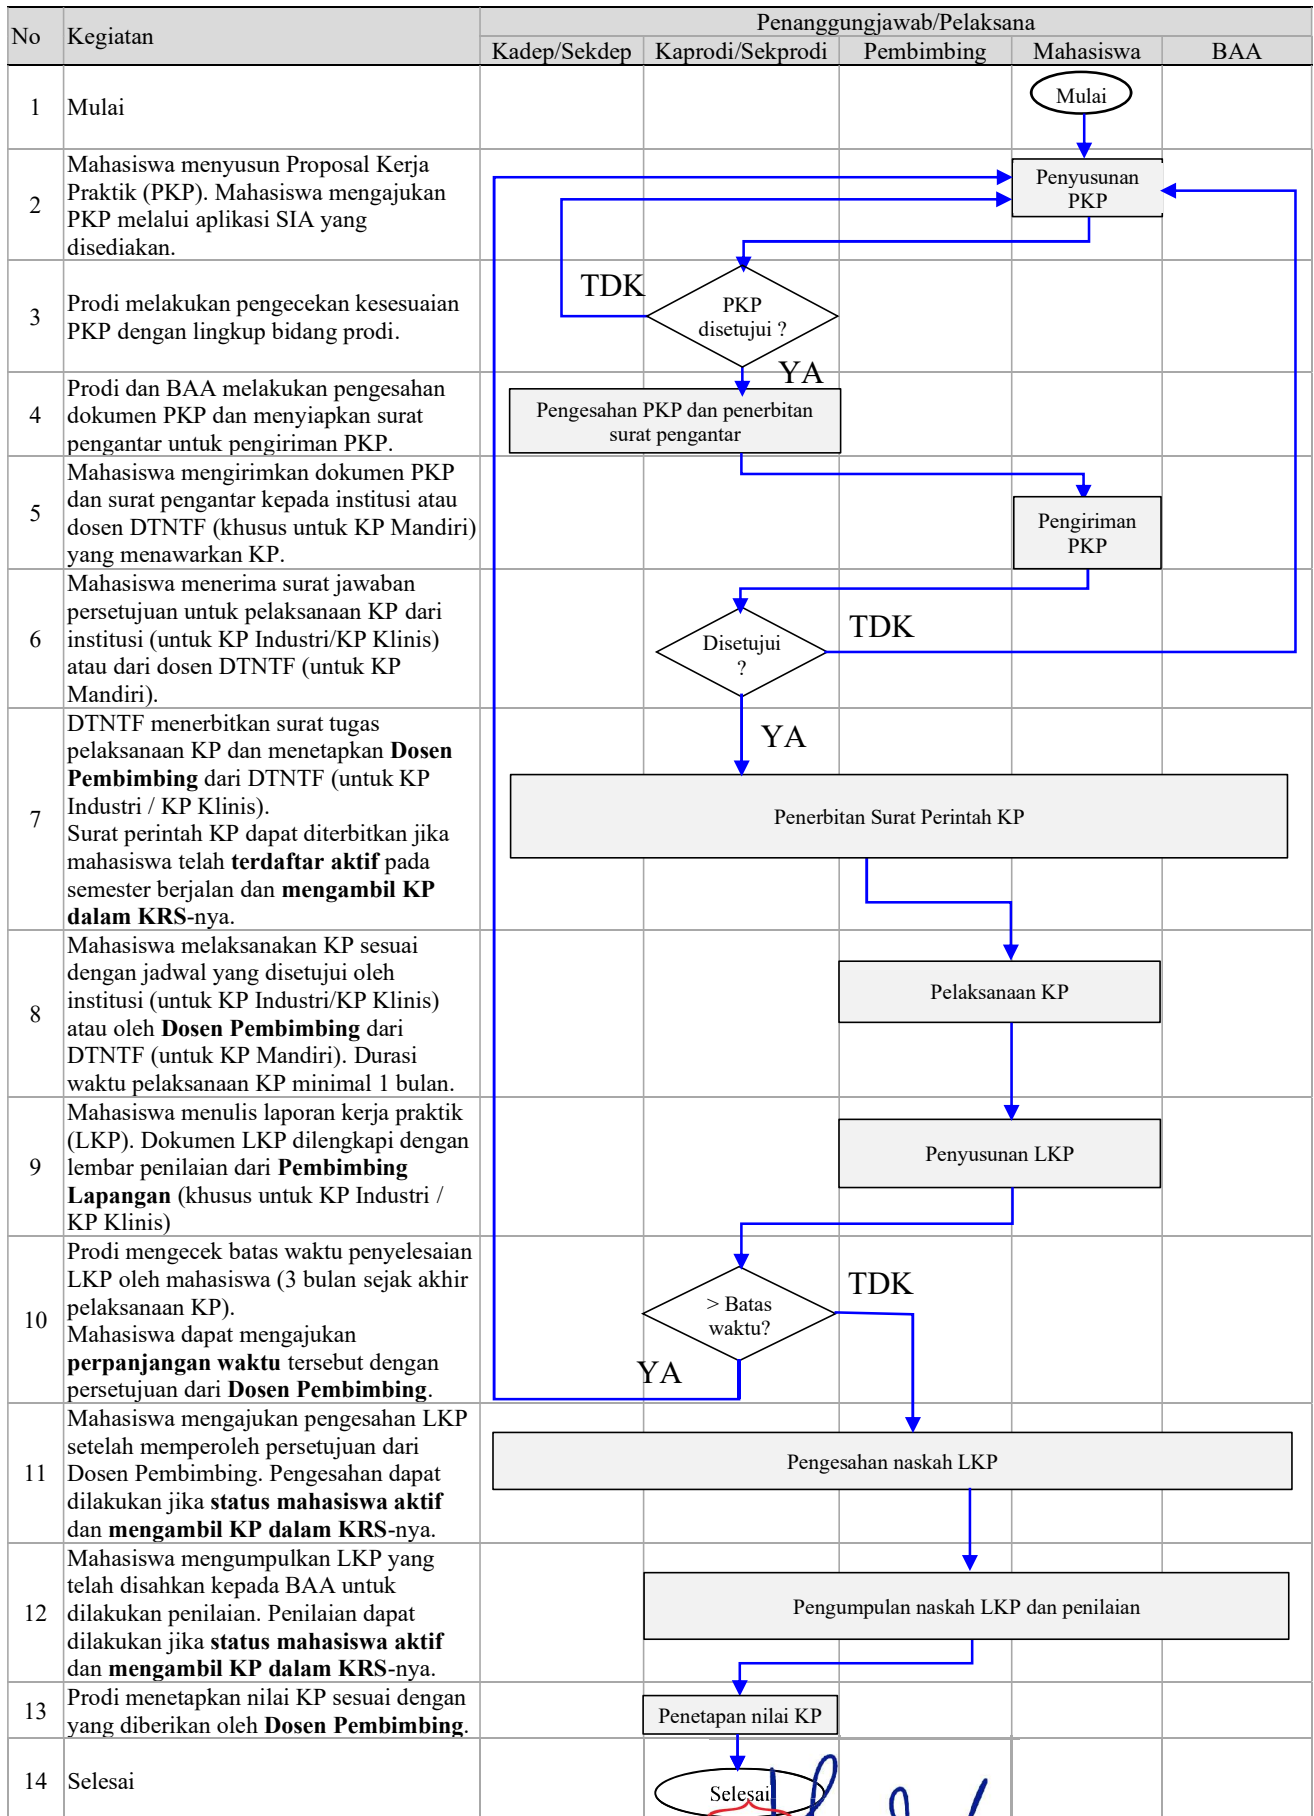 No Kegiatan Penanggungjawab/Pelaksana
Kadep/Sekdep Kaprodi/Sekprodi Pembimbing Mahasiswa BAA
1 Mulai
Mulai
2
Mahasiswa menyusun Proposal Kerja
Praktik (PKP). Mahasiswa mengajukan
PKP melalui aplikasi SIA yang
disediakan.
Penyusunan
PKP
3
Prodi melakukan pengecekan kesesuaian
PKP dengan lingkup bidang prodi.
TDK
PKP
disetujui ?
YA
4
Prodi dan BAA melakukan pengesahan
dokumen PKP dan menyiapkan surat
pengantar untuk pengiriman PKP.
Pengesahan PKP dan penerbitan
surat pengantar
5
Mahasiswa mengirimkan dokumen PKP
dan surat pengantar kepada institusi atau
dosen DTNTF (khusus untuk KP Mandiri)
yang menawarkan KP.
Pengiriman
PKP
6
Mahasiswa menerima surat jawaban
persetujuan untuk pelaksanaan KP dari
institusi (untuk KP Industri/KP Klinis)
atau dari dosen DTNTF (untuk KP
Mandiri).
Disetujui
?
TDK
YA
7
DTNTF menerbitkan surat tugas
pelaksanaan KP dan menetapkan Dosen
Pembimbing dari DTNTF (untuk KP
Industri / KP Klinis).
Surat perintah KP dapat diterbitkan jika
mahasiswa telah terdaftar aktif pada
semester berjalan dan mengambil KP
dalam KRS-nya.
Penerbitan Surat Perintah KP
8
Mahasiswa melaksanakan KP sesuai
dengan jadwal yang disetujui oleh
institusi (untuk KP Industri/KP Klinis)
atau oleh Dosen Pembimbing dari
DTNTF (untuk KP Mandiri). Durasi
waktu pelaksanaan KP minimal 1 bulan.
Pelaksanaan KP
9
Mahasiswa menulis laporan kerja praktik
(LKP). Dokumen LKP dilengkapi dengan
lembar penilaian dari Pembimbing
Lapangan (khusus untuk KP Industri /
KP Klinis)
Penyusunan LKP
10
Prodi mengecek batas waktu penyelesaian
LKP oleh mahasiswa (3 bulan sejak akhir
pelaksanaan KP).
Mahasiswa dapat mengajukan
perpanjangan waktu tersebut dengan
persetujuan dari Dosen Pembimbing.
> Batas
waktu?
TDK
YA
11
Mahasiswa mengajukan pengesahan LKP
setelah memperoleh persetujuan dari
Dosen Pembimbing. Pengesahan dapat
dilakukan jika status mahasiswa aktif
dan mengambil KP dalam KRS-nya.
Pengesahan naskah LKP
12
Mahasiswa mengumpulkan LKP yang
telah disahkan kepada BAA untuk
dilakukan penilaian. Penilaian dapat
dilakukan jika status mahasiswa aktif
dan mengambil KP dalam KRS-nya.
Pengumpulan naskah LKP dan penilaian
13
Prodi menetapkan nilai KP sesuai dengan
yang diberikan oleh Dosen Pembimbing.
Penetapan nilai KP
14 Selesai
Selesai